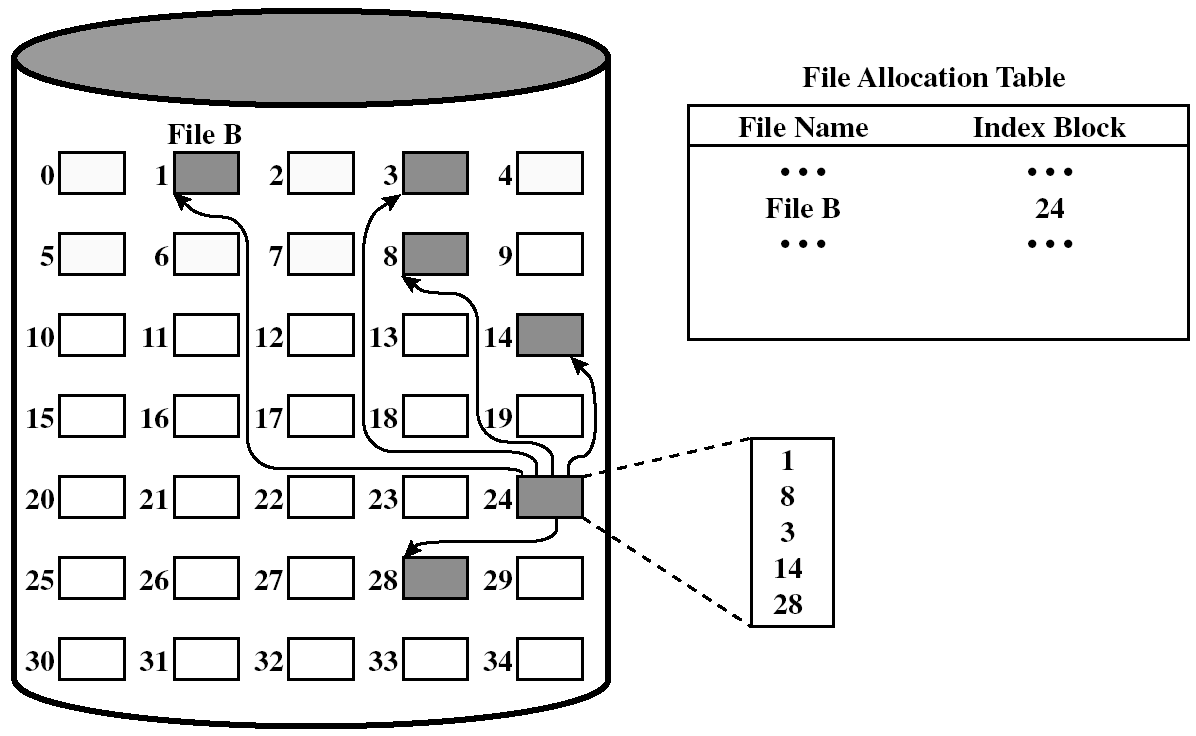 File Allocation Table
File Name Index Block
••• •••
File B 24
••• •••
File B
0 1 2 3 4
5 6 7 8 9
10 11 12 13 14
15 16 17 18 19
20 21 22 23 24
25 26 27 28 29
30 31 32 33 34
1
8
3
14
28